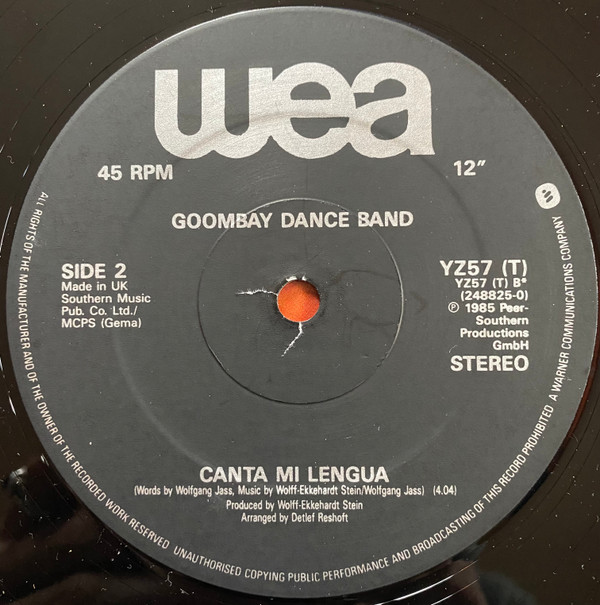 wea
45 RPM
12”
GOOMBAY DANCE BAND
SIDE 2
Made in UK
Southern Music
Pub. Co. Ltd./
MCPS (Gema)
YZ57 (T)
YZ57 (T) B*
(248825-0)
℗ 1985 Peer-
Southern
Productions
GmbH
STEREO
CANTA MI LENGUA
(Words by Wolfgang Jass, Music by Wolff-Ekkehardt Stein/Wolfgang Jass) (4.04)
Produced by Wolff-Ekkehardt Stein
Arranged by Detlef Reshoft
ALL RIGHTS OF THE MANUFACTURER AND OF THE OWNER OF THE RECORDED WORK RESERVED UNAUTHORISED COPYING PUBLIC PERFORMANCE AND BROADCASTING OF THIS RECORD PROHIBITED A WARNER COMMUNICATIONS COMPANY